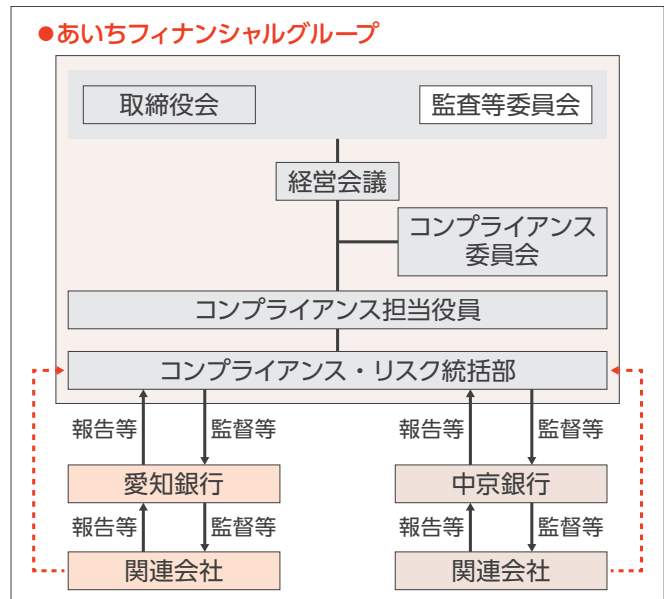 ●あいちフィナンシャルグループ
取締役会
監査等委員会
経営会議
コンプライアンス
委員会
コンプライアンス担当役員
コンプライアンス・リスク統括部
報告等
監督等
報告等
監督等
愛知銀行
中京銀行
報告等
監督等
報告等
監督等
関連会社
関連会社